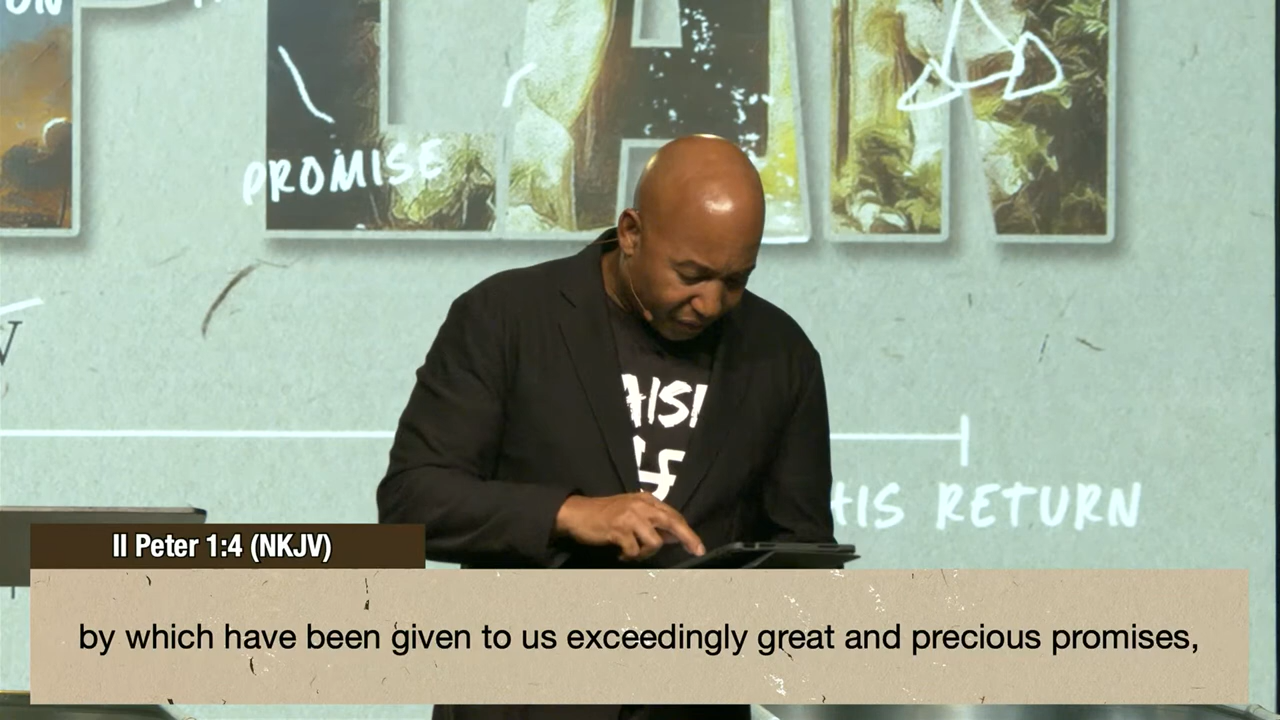 PLAN
PROMISE
HIS RETURN
II Peter 1:4 (NKJV)
by which have been given to us exceedingly great and precious promises,